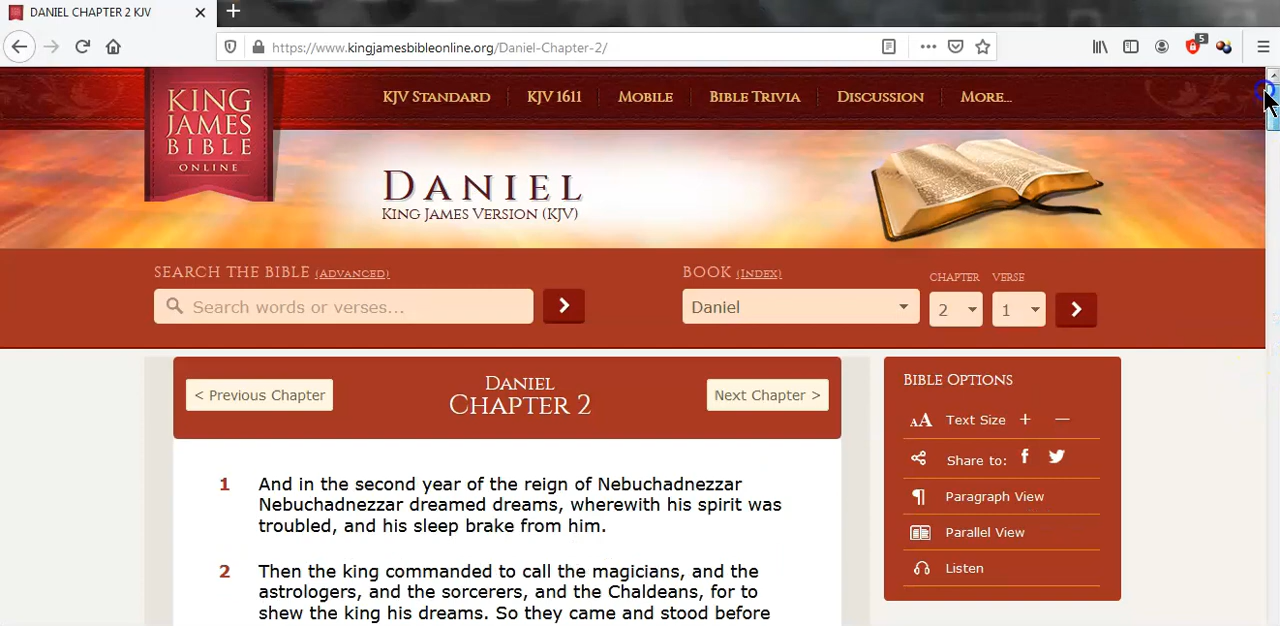 DANIEL CHAPTER 2 KJV
https://www.kingjamesbibleonline.org/Daniel-Chapter-2/
5
KING
JAMES
BIBLE
ONLINE
KJV STANDARD
KJV 1611
MOBILE
BIBLE TRIVIA
DISCUSSION
MORE...
DANIEL
KING JAMES VERSION (KJV)
SEARCH THE BIBLE (ADVANCED)
Search words or verses...
BOOK (INDEX)
Daniel
CHAPTER
2
VERSE
1
< Previous Chapter
DANIEL
CHAPTER 2
Next Chapter >
1 And in the second year of the reign of Nebuchadnezzar
Nebuchadnezzar dreamed dreams, wherewith his spirit was
troubled, and his sleep brake from him.
2 Then the king commanded to call the magicians, and the
astrologers, and the sorcerers, and the Chaldeans, for to
shew the king his dreams. So they came and stood before
BIBLE OPTIONS
AA Text Size + —
Share to:
Paragraph View
Parallel View
Listen